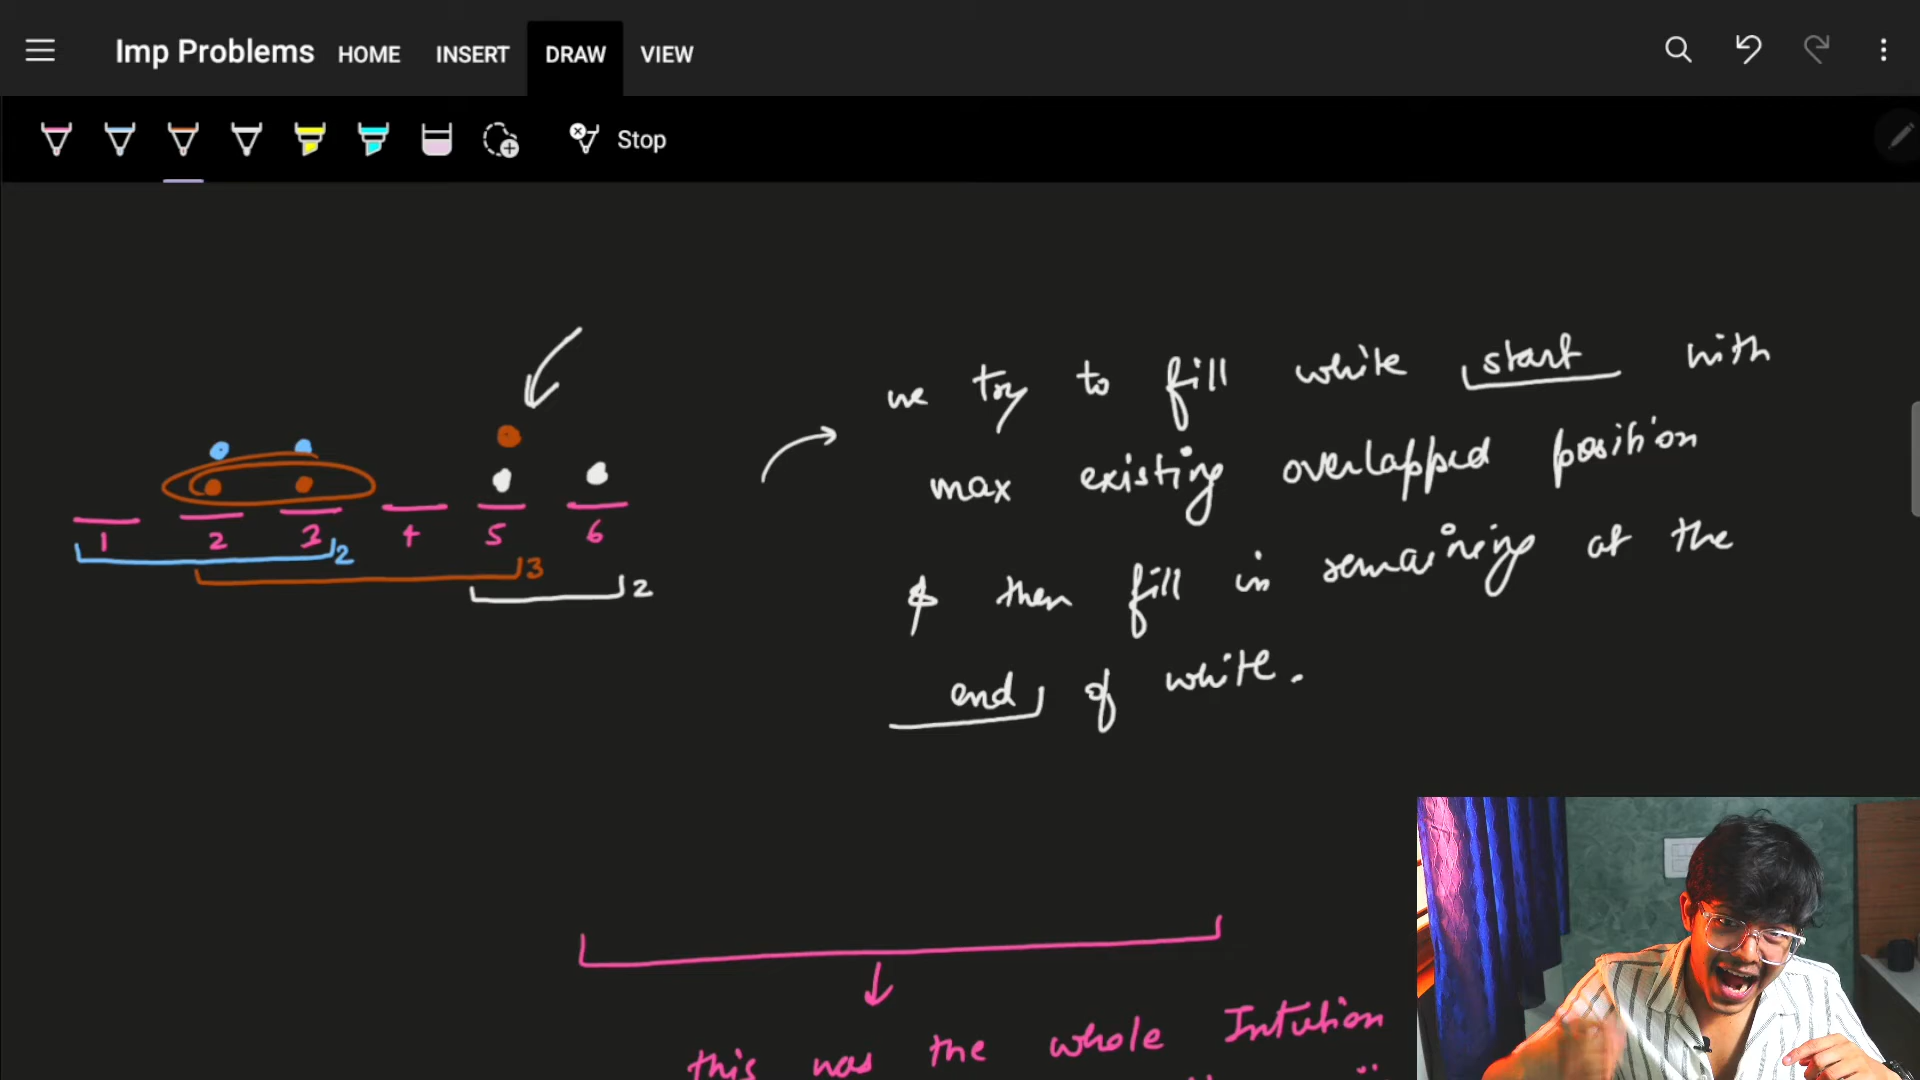 Imp Problems HOME INSERT DRAW VIEW
Stop
1 2 3 4 5 6
2
3
2
we try to fill white start with
max existing overlapped position
& then fill in remaining at the
end of white.
this was the whole Intution